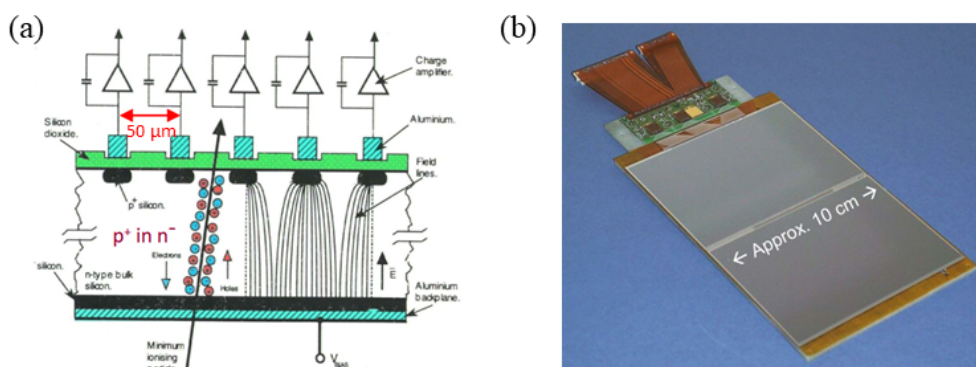 (a)
(b)
Charge
amplifier.
50 μm
Silicon
dioxide.
Aluminium.
Field
lines.
p⁺ silicon.
p⁺ in n⁻
Electrons
Holes
silicon.
n-type bulk
silicon.
Aluminium
backplane.
Minimum
ionising
V
← Approx. 10 cm →